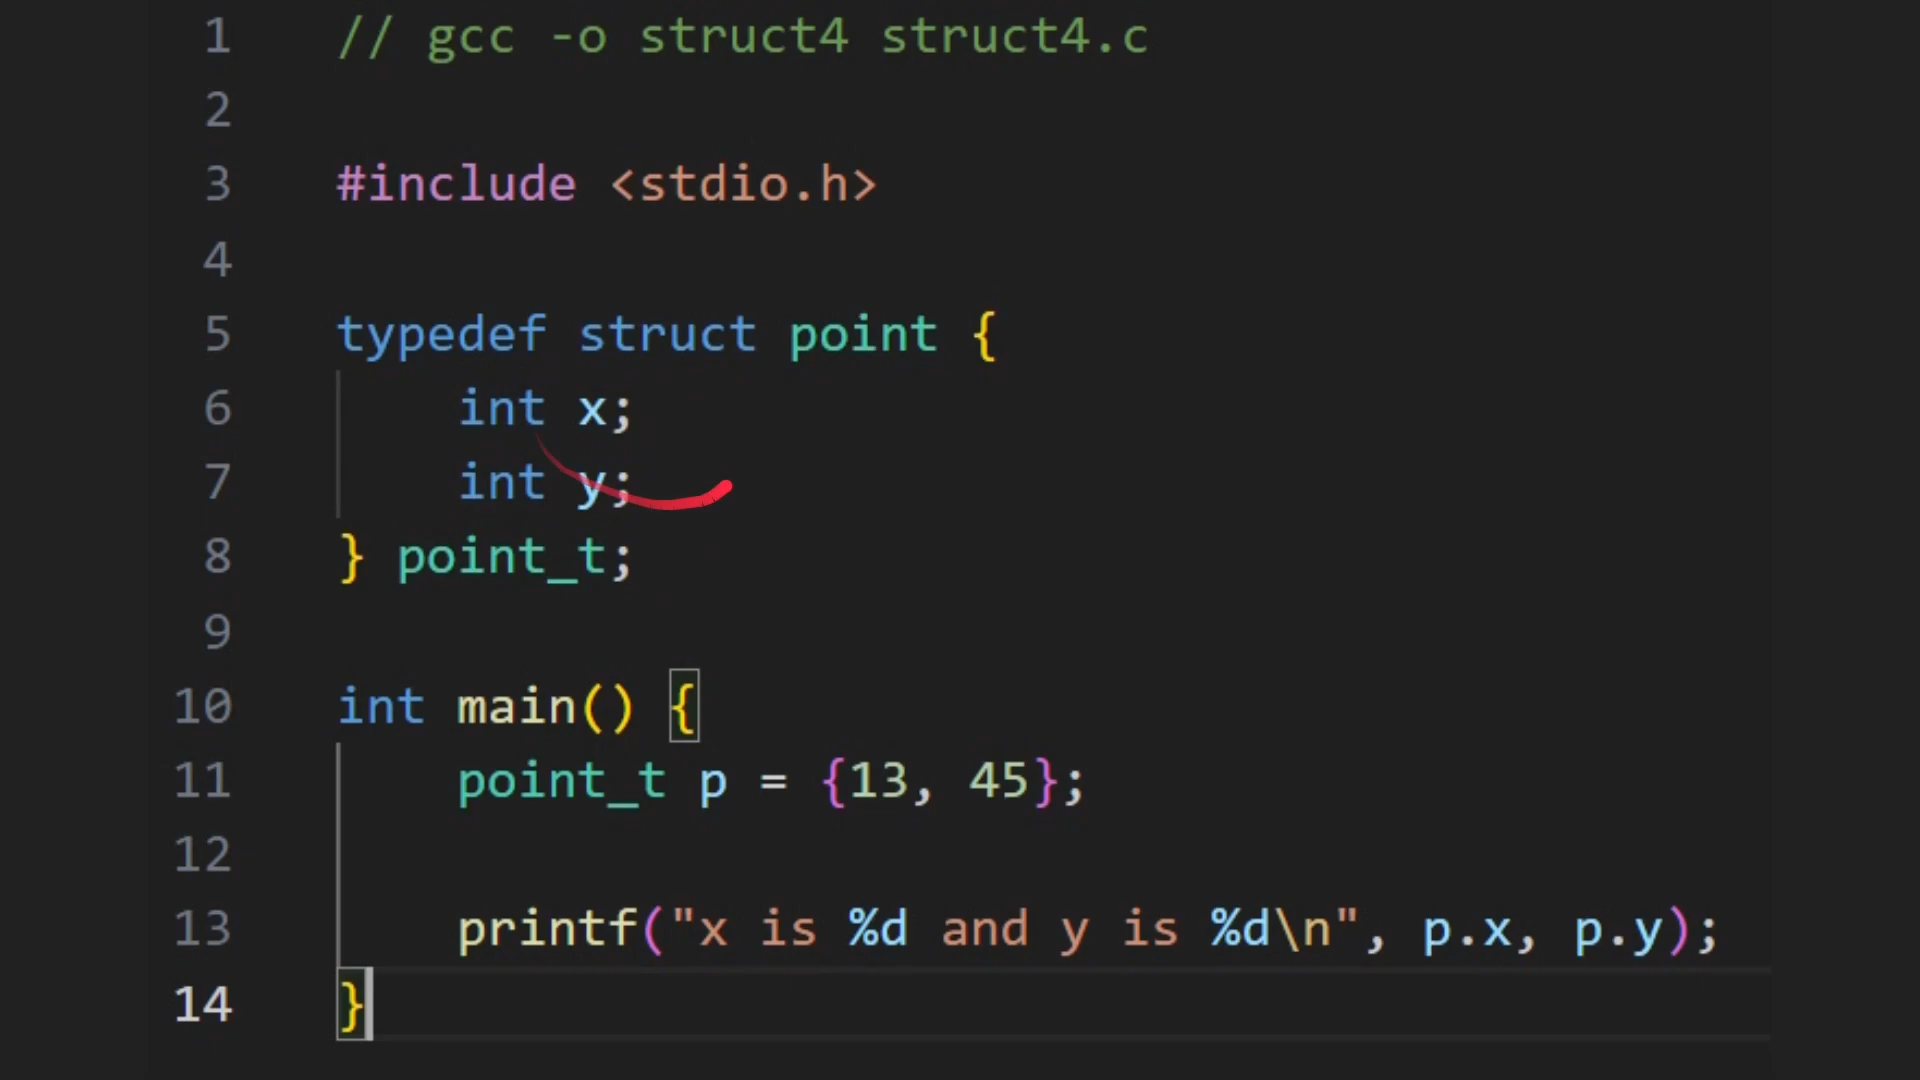 1 // gcc -o struct4 struct4.c
2
3 #include <stdio.h>
4
5 typedef struct point {
6     int x;
7     int y;
8 } point_t;
9
10 int main() {
11     point_t p = {13, 45};
12
13     printf("x is %d and y is %d\n", p.x, p.y);
14 }